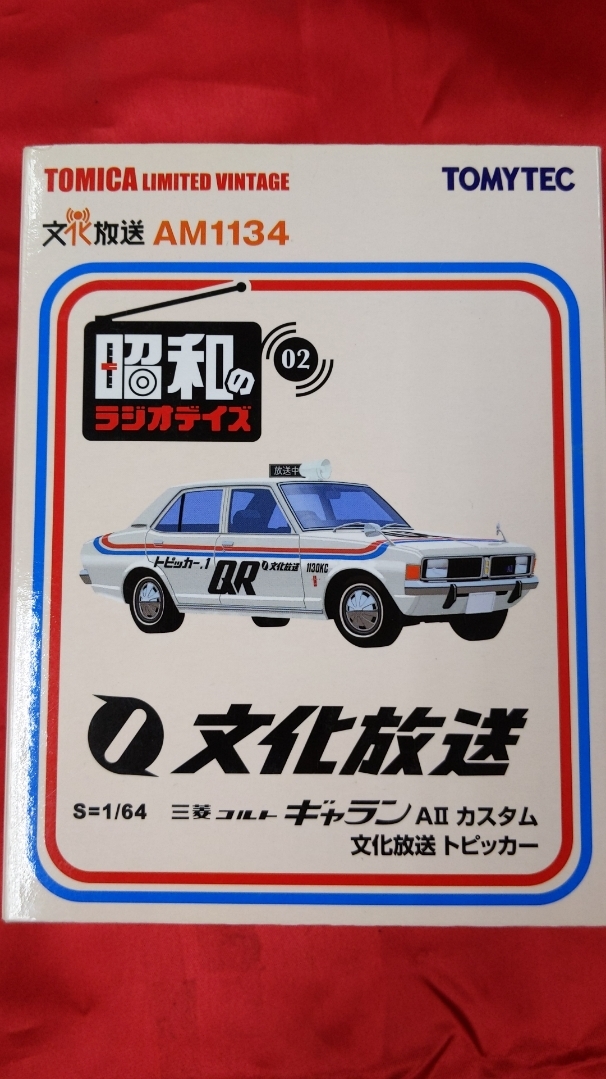 TOMICA LIMITED VINTAGE
TOMYTEC
文化放送 AM1134
昭和の
ラジオデイズ
02
放送中
トピッカー.1
QR
文化放送
1130KC
文化放送
S=1/64 三菱 コルト ギャラン AII カスタム
文化放送 トピッカー